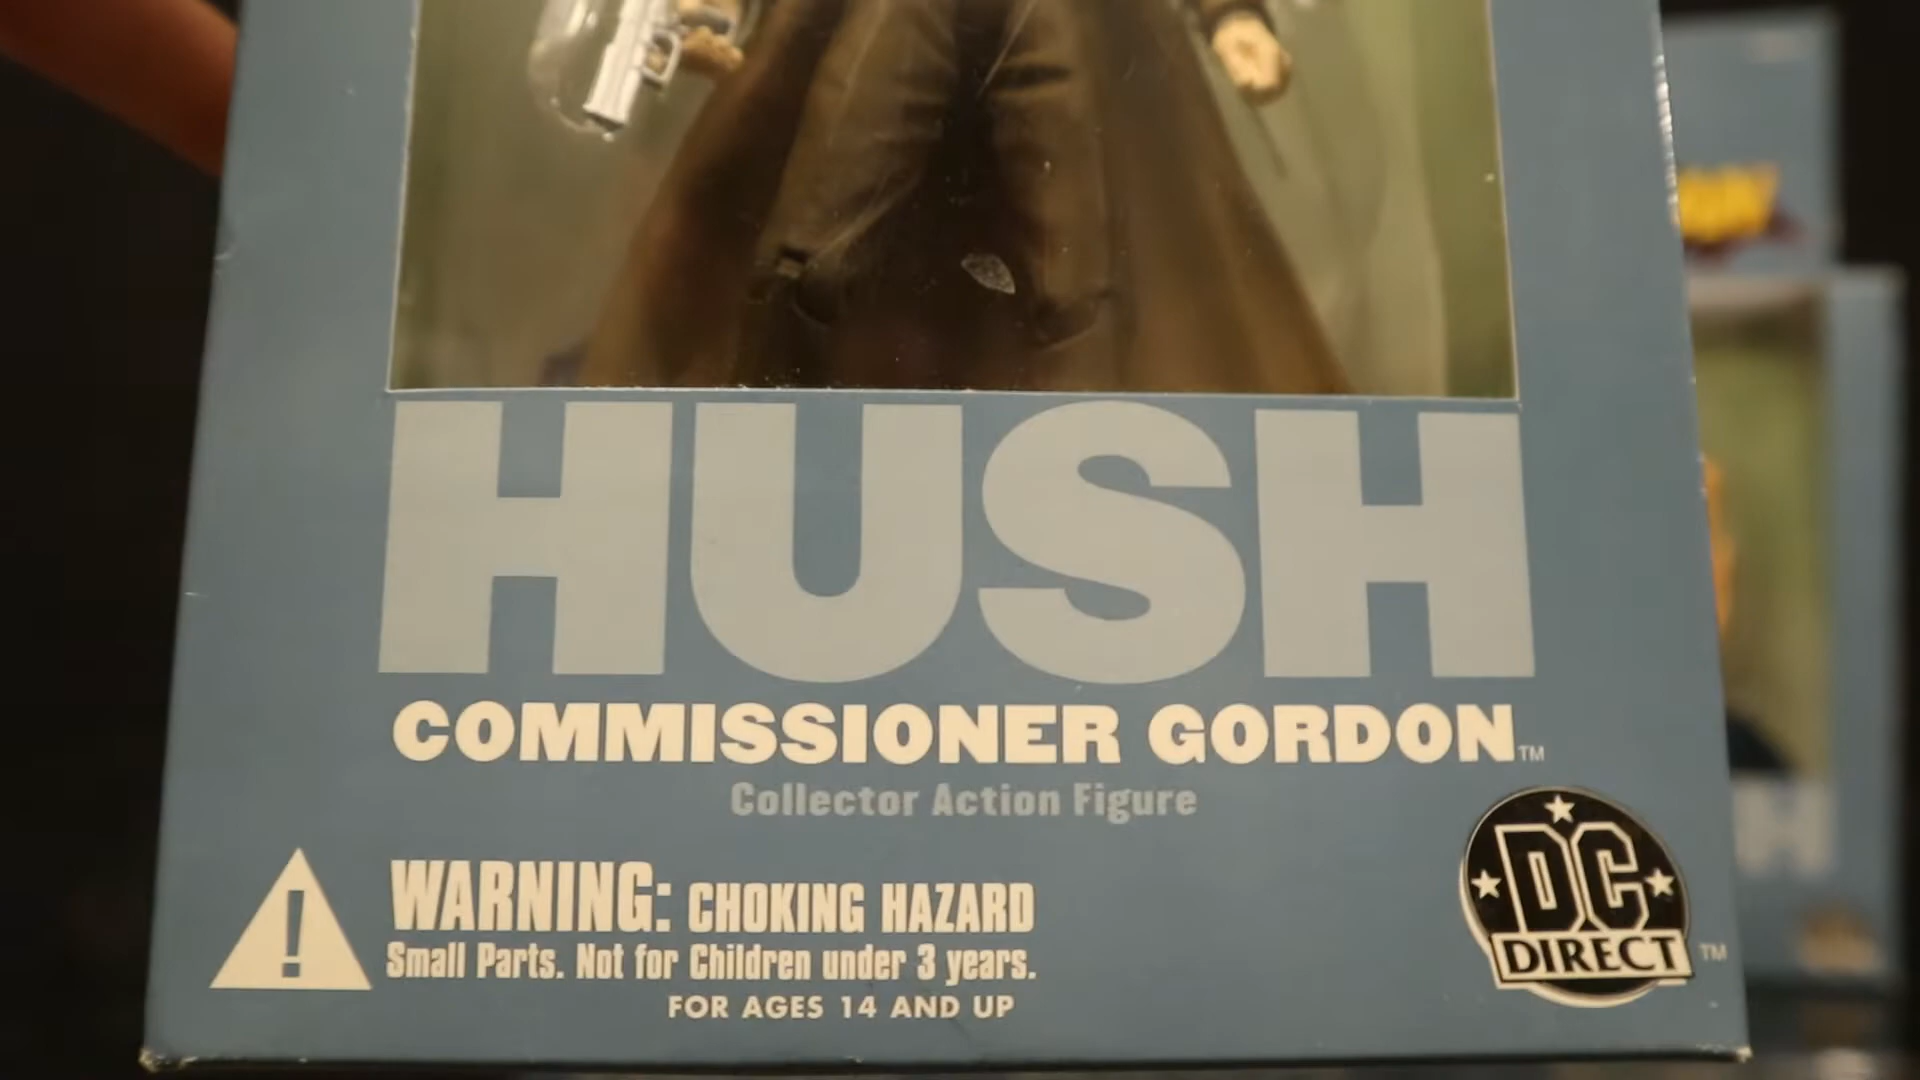 HUSH
COMMISSIONER GORDON™
Collector Action Figure
WARNING: CHOKING HAZARD
Small Parts. Not for Children under 3 years.
FOR AGES 14 AND UP
DC
DIRECT™
H